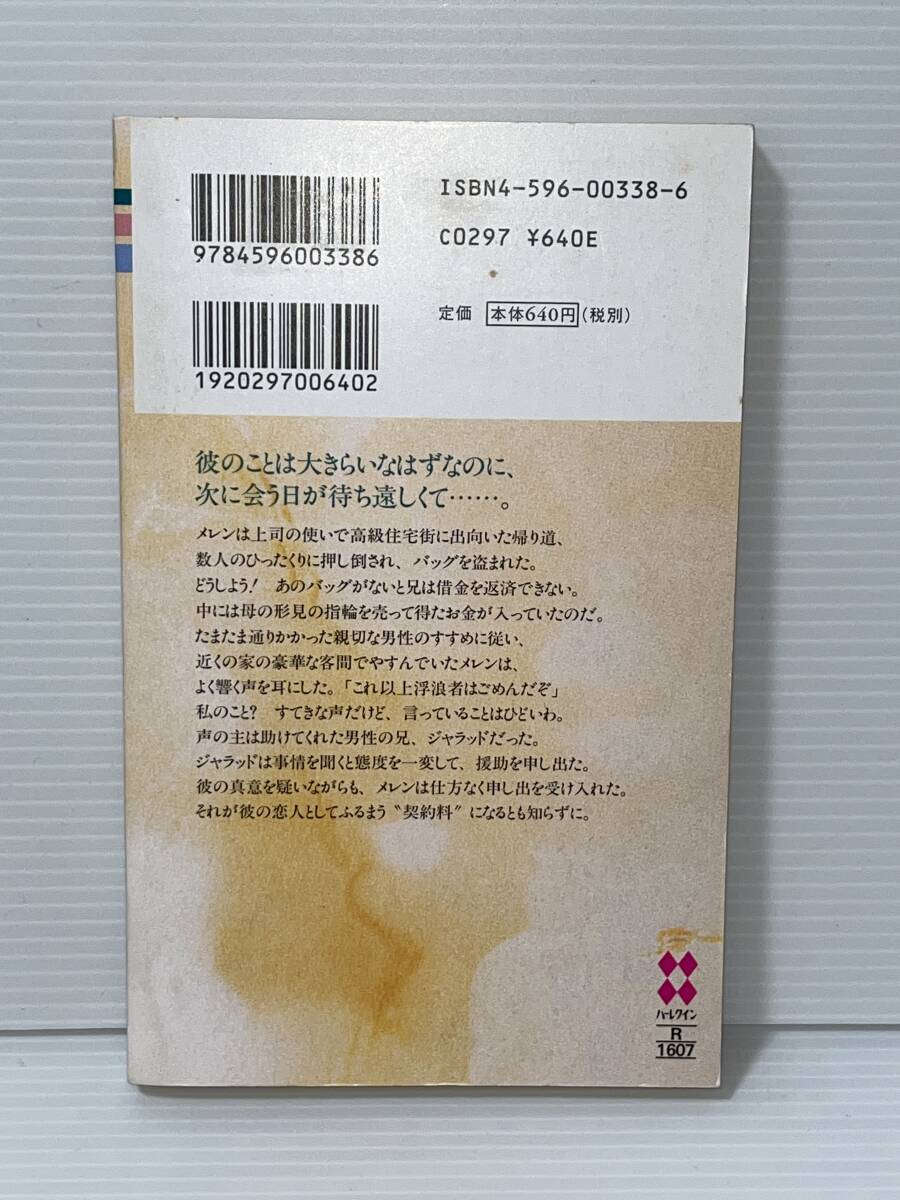 ISBN4-596-00338-6
C0297 ¥640E
9784596003386
定価 本体640円(税別)
1920297006402
彼のことは大きらいなはずなのに、
次に会う日が待ち遠しくて……。
メレンは上司の使いで高級住宅街に出向いた帰り道、
数人のひったくりに押し倒され、バッグを盗まれた。
どうしよう！ あのバッグがないと兄は借金を返済できない。
中には母の形見の指輪を売って得たお金が入っていたのだ。
たまたま通りかかった親切な男性のすすめに従い、
近くの家の豪華な客間でやすんでいたメレンは、
よく響く声を耳にした。「これ以上浮浪者はごめんだぞ」
私のこと？ すてきな声だけど、言っていることはひどいわ。
声の主は助けてくれた男性の兄、ジャラッドだった。
ジャラッドは事情を聞くと態度を一変して、援助を申し出た。
彼の真意を疑いながらも、メレンは仕方なく申し出を受け入れた。
それが彼の恋人としてふるまう〝契約料〟になるとも知らずに。
ハーレクイン
R
1607